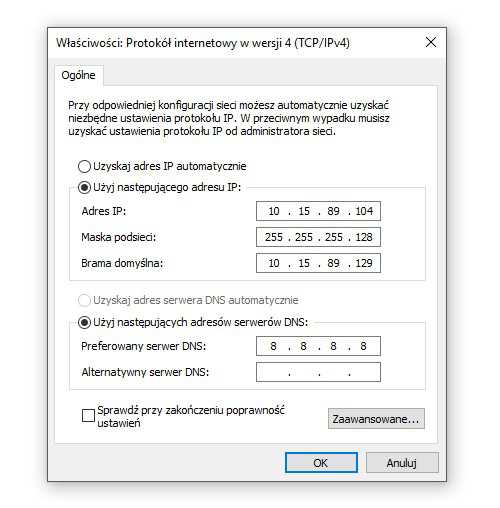 Właściwości: Protokół internetowy w wersji 4 (TCP/IPv4)
Ogólne
Przy odpowiedniej konfiguracji sieci możesz automatycznie uzyskać
niezbędne ustawienia protokołu IP. W przeciwnym wypadku musisz
uzyskać ustawienia protokołu IP od administratora sieci.
Uzyskaj adres IP automatycznie
Użyj następującego adresu IP:
Adres IP: 10 . 15 . 89 . 104
Maska podsieci: 255 . 255 . 255 . 128
Brama domyślna: 10 . 15 . 89 . 129
Uzyskaj adres serwera DNS automatycznie
Użyj następujących adresów serwerów DNS:
Preferowany serwer DNS: 8 . 8 . 8 . 8
Alternatywny serwer DNS: . . .
Sprawdź przy zakończeniu poprawność
ustawień
Zaawansowane...
OK Anuluj